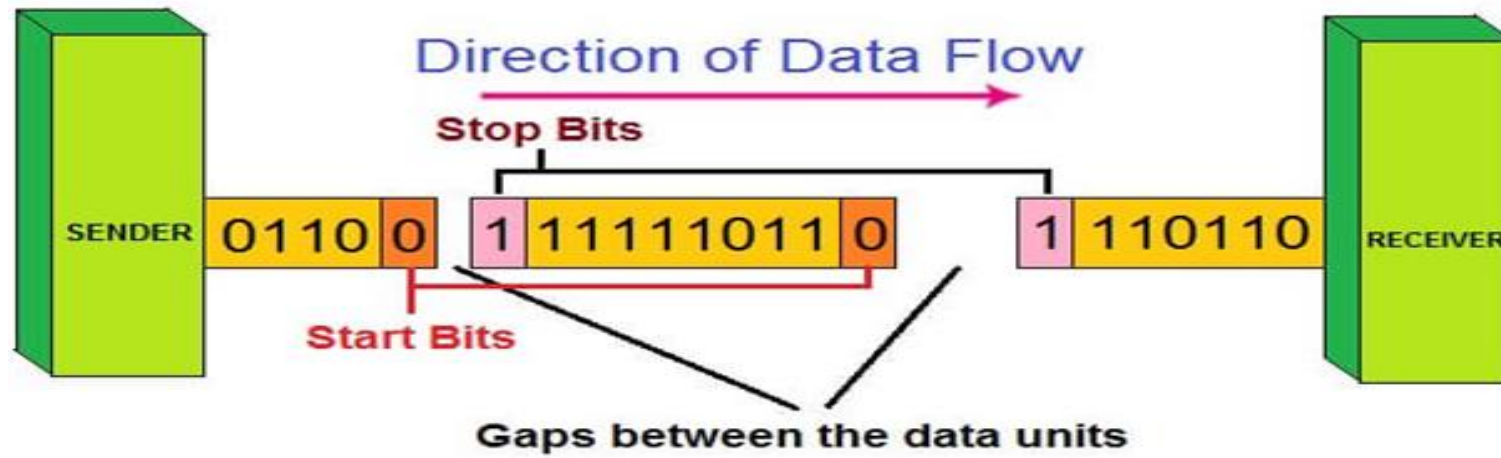 Direction of Data Flow
Stop Bits
SENDER 0110 0 1 11111011 0 1 110110 RECEIVER
Start Bits
Gaps between the data units